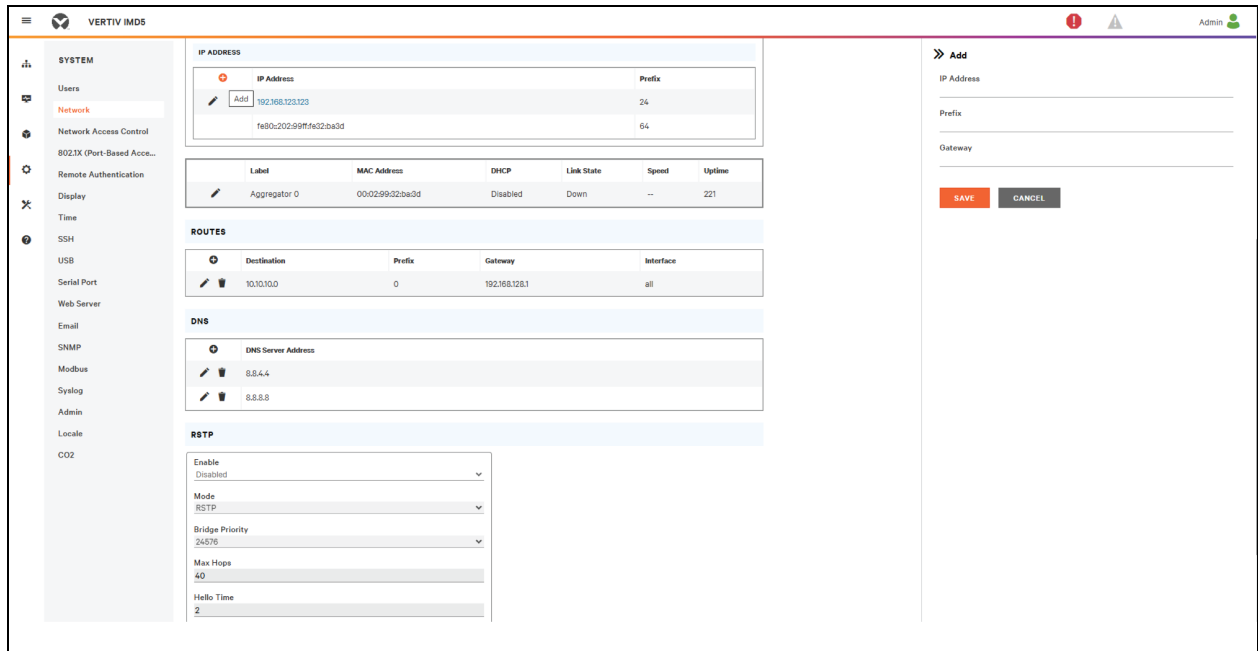 VERTIV IMD5
Admin
SYSTEM
Users
Network
Network Access Control
802.1X (Port-Based Acce...
Remote Authentication
Display
Time
SSH
USB
Serial Port
Web Server
Email
SNMP
Modbus
Syslog
Admin
Locale
CO2
IP ADDRESS
IP Address Prefix
Add
192.168.123.123 24
fe80::202:99ff:fe32:ba3d 64
Label MAC Address DHCP Link State Speed Uptime
Aggregator 0 00:02:99:32:ba:3d Disabled Down -- 221
ROUTES
Destination Prefix Gateway Interface
10.10.10.0 0 192.168.128.1 all
DNS
DNS Server Address
8.8.4.4
8.8.8.8
RSTP
Enable
Disabled
Mode
RSTP
Bridge Priority
24576
Max Hops
40
Hello Time
2
Add
IP Address
Prefix
Gateway
SAVE CANCEL